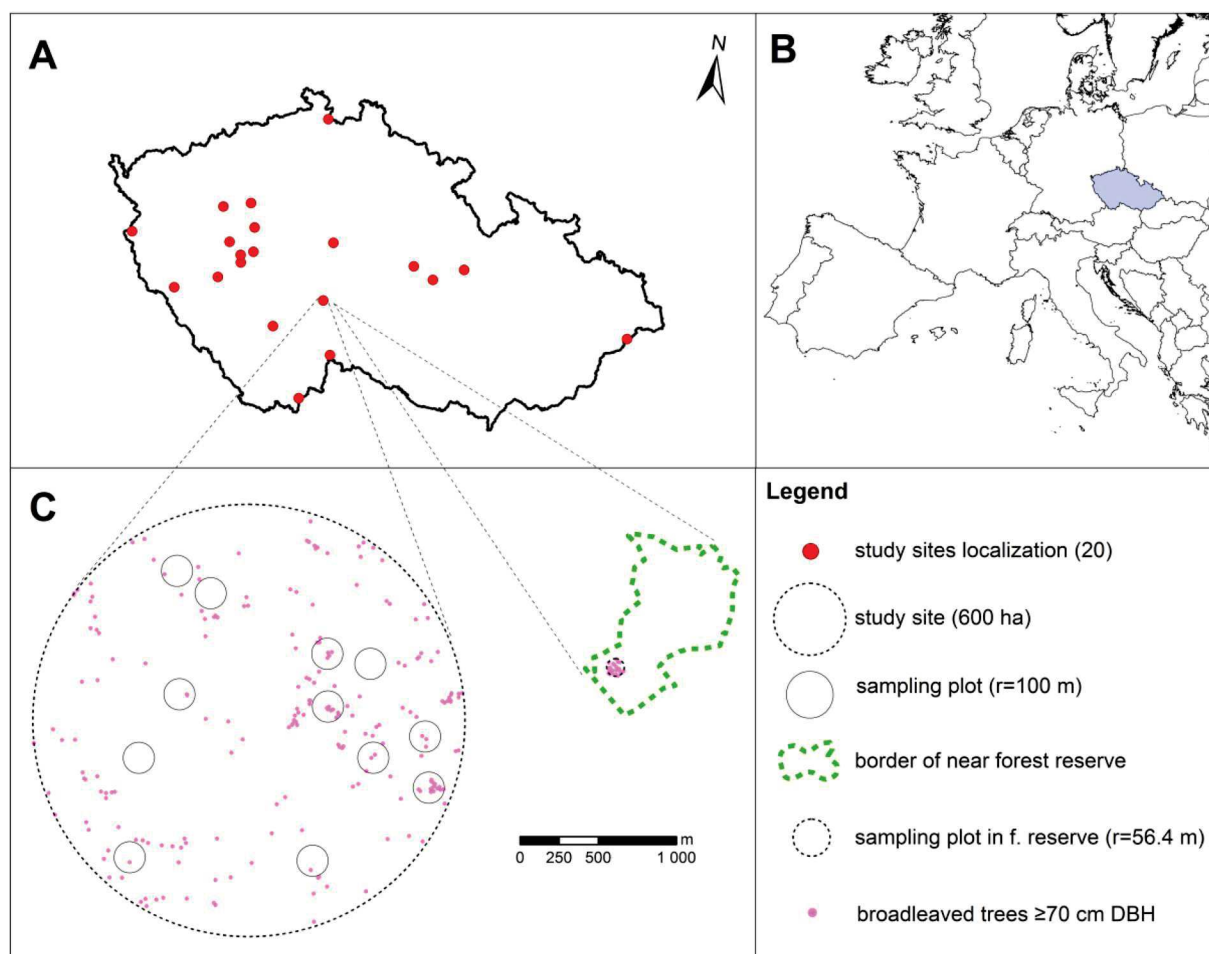 A
N
B
C
m
0 250 500 1 000
Legend
study sites localization (20)
study site (600 ha)
sampling plot (r=100 m)
border of near forest reserve
sampling plot in f. reserve (r=56.4 m)
broadleaved trees ≥70 cm DBH